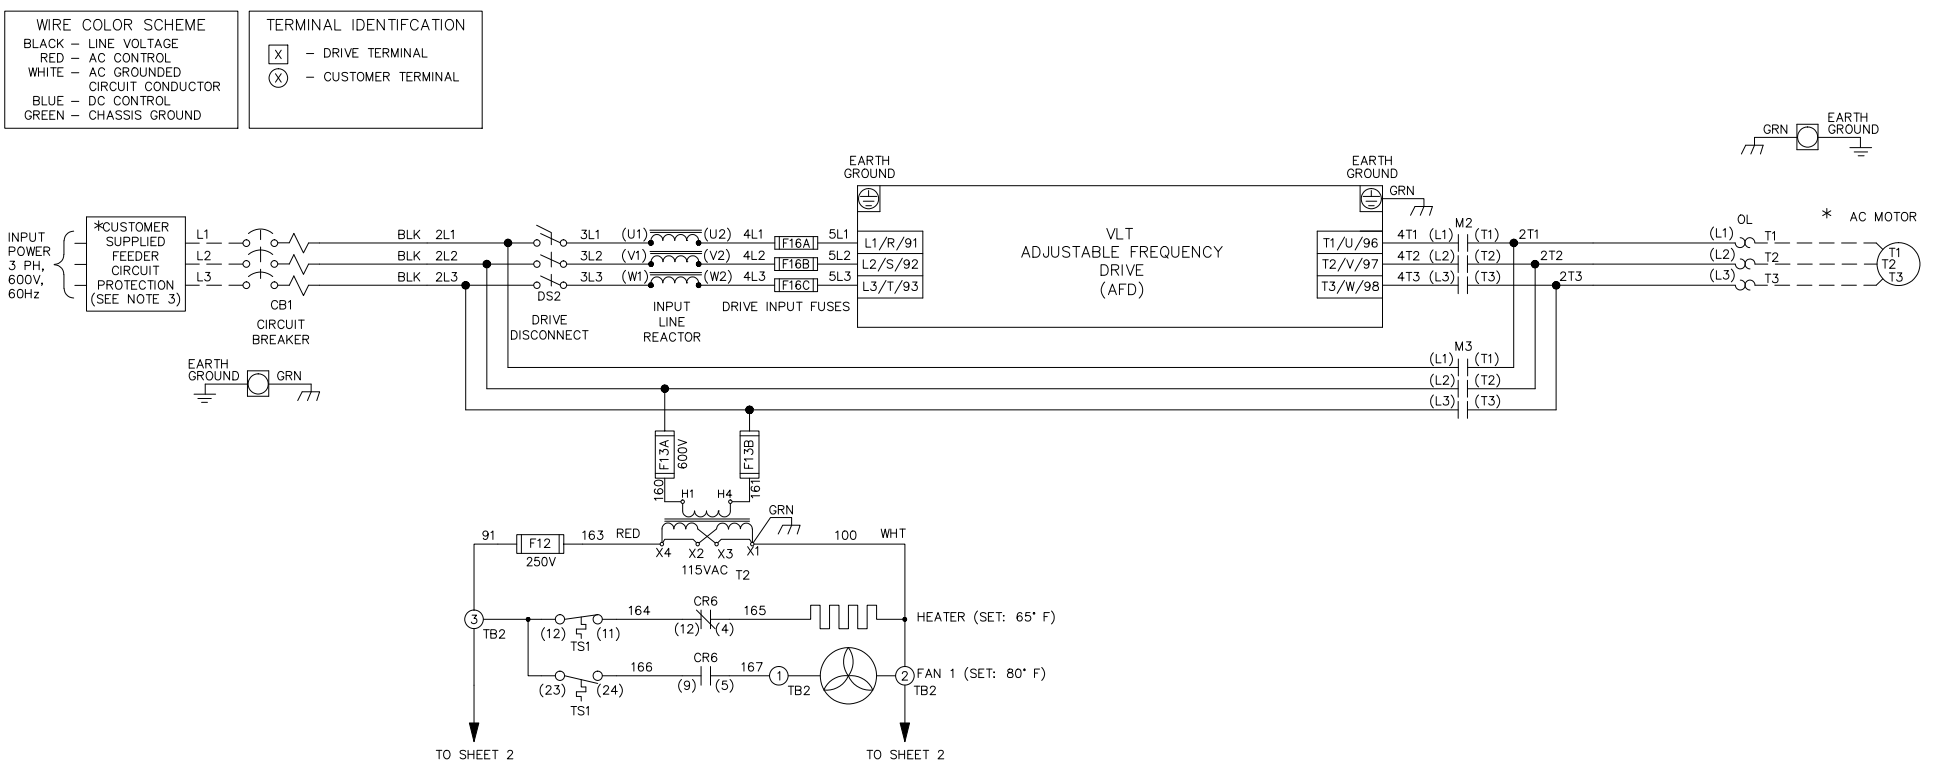 WIRE COLOR SCHEME
BLACK – LINE VOLTAGE
RED – AC CONTROL
WHITE – AC GROUNDED
CIRCUIT CONDUCTOR
BLUE – DC CONTROL
GREEN – CHASSIS GROUND
TERMINAL IDENTIFCATION
X – DRIVE TERMINAL
X – CUSTOMER TERMINAL
GRN
EARTH
GROUND
INPUT
POWER
3 PH,
600V,
60Hz
*CUSTOMER
SUPPLIED
FEEDER
CIRCUIT
PROTECTION
(SEE NOTE 3)
L1
L2
L3
CB1
CIRCUIT
BREAKER
BLK 2L1
BLK 2L2
BLK 2L3
DS2
DRIVE
DISCONNECT
3L1 (U1) (U2) 4L1 F16A 5L1
3L2 (V1) (V2) 4L2 F16B 5L2
3L3 (W1) (W2) 4L3 F16C 5L3
INPUT
LINE
REACTOR
DRIVE INPUT FUSES
EARTH
GROUND
L1/R/91
L2/S/92
L3/T/93
VLT
ADJUSTABLE FREQUENCY
DRIVE
(AFD)
EARTH
GROUND
GRN
T1/U/96
T2/V/97
T3/W/98
M2
4T1 (L1) (T1) 2T1
4T2 (L2) (T2) 2T2
4T3 (L3) (T3) 2T3
OL
(L1) T1
(L2) T2
(L3) T3
* AC MOTOR
T1
T2
T3
M3
(L1) (T1)
(L2) (T2)
(L3) (T3)
EARTH
GROUND
GRN
F13A
600V
F13B
160
161
H1 H4
GRN
91 F12 163 RED
250V
X4 X2 X3 X1
100 WHT
115VAC T2
3
TB2
(12) (11)
TS1
164
CR6
(12) (4)
165
HEATER (SET: 65° F)
(23) (24)
TS1
166
CR6
(9) (5)
167
1
TB2
2
TB2
FAN 1 (SET: 80° F)
TO SHEET 2
TO SHEET 2